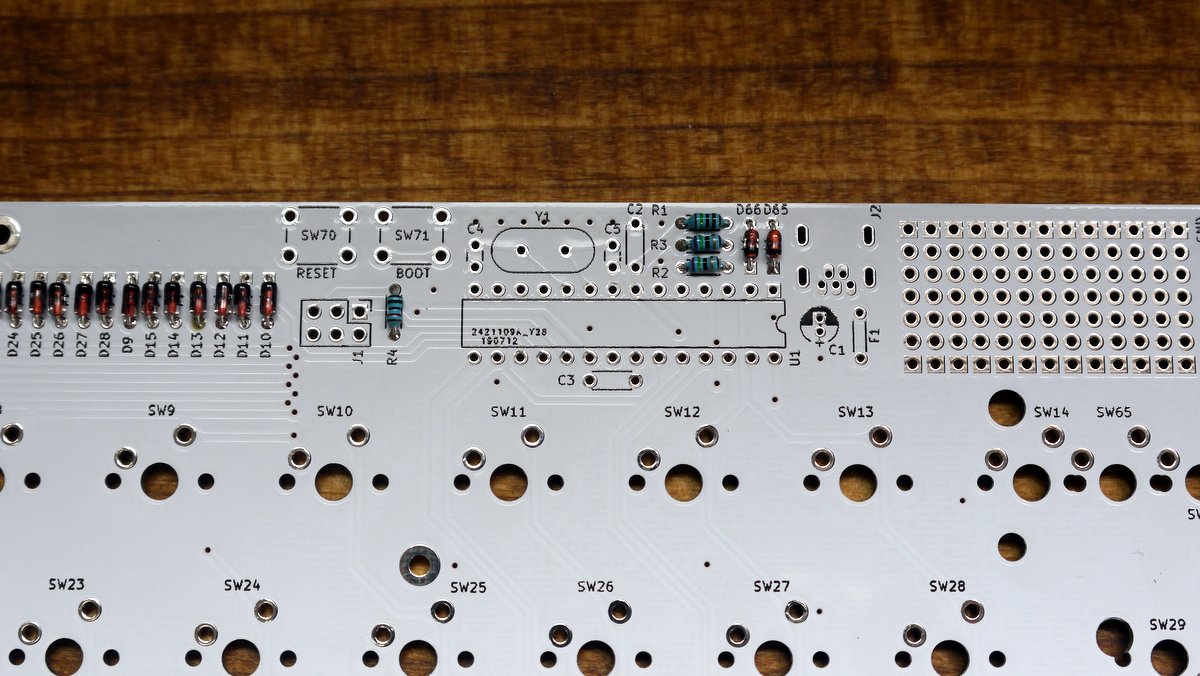 C2
R1
D66
D65
J2
Y1
SW70
SW71
C4
C5
R3
RESET
BOOT
R2
D24
D25
D26
D27
D28
D9
D15
D14
D13
D12
D11
D10
J1
R4
2421109A_Y28
190712
U1
C1
F1
C3
SW9
SW10
SW11
SW12
SW13
SW14
SW65
SW23
SW24
SW25
SW26
SW27
SW28
SW29